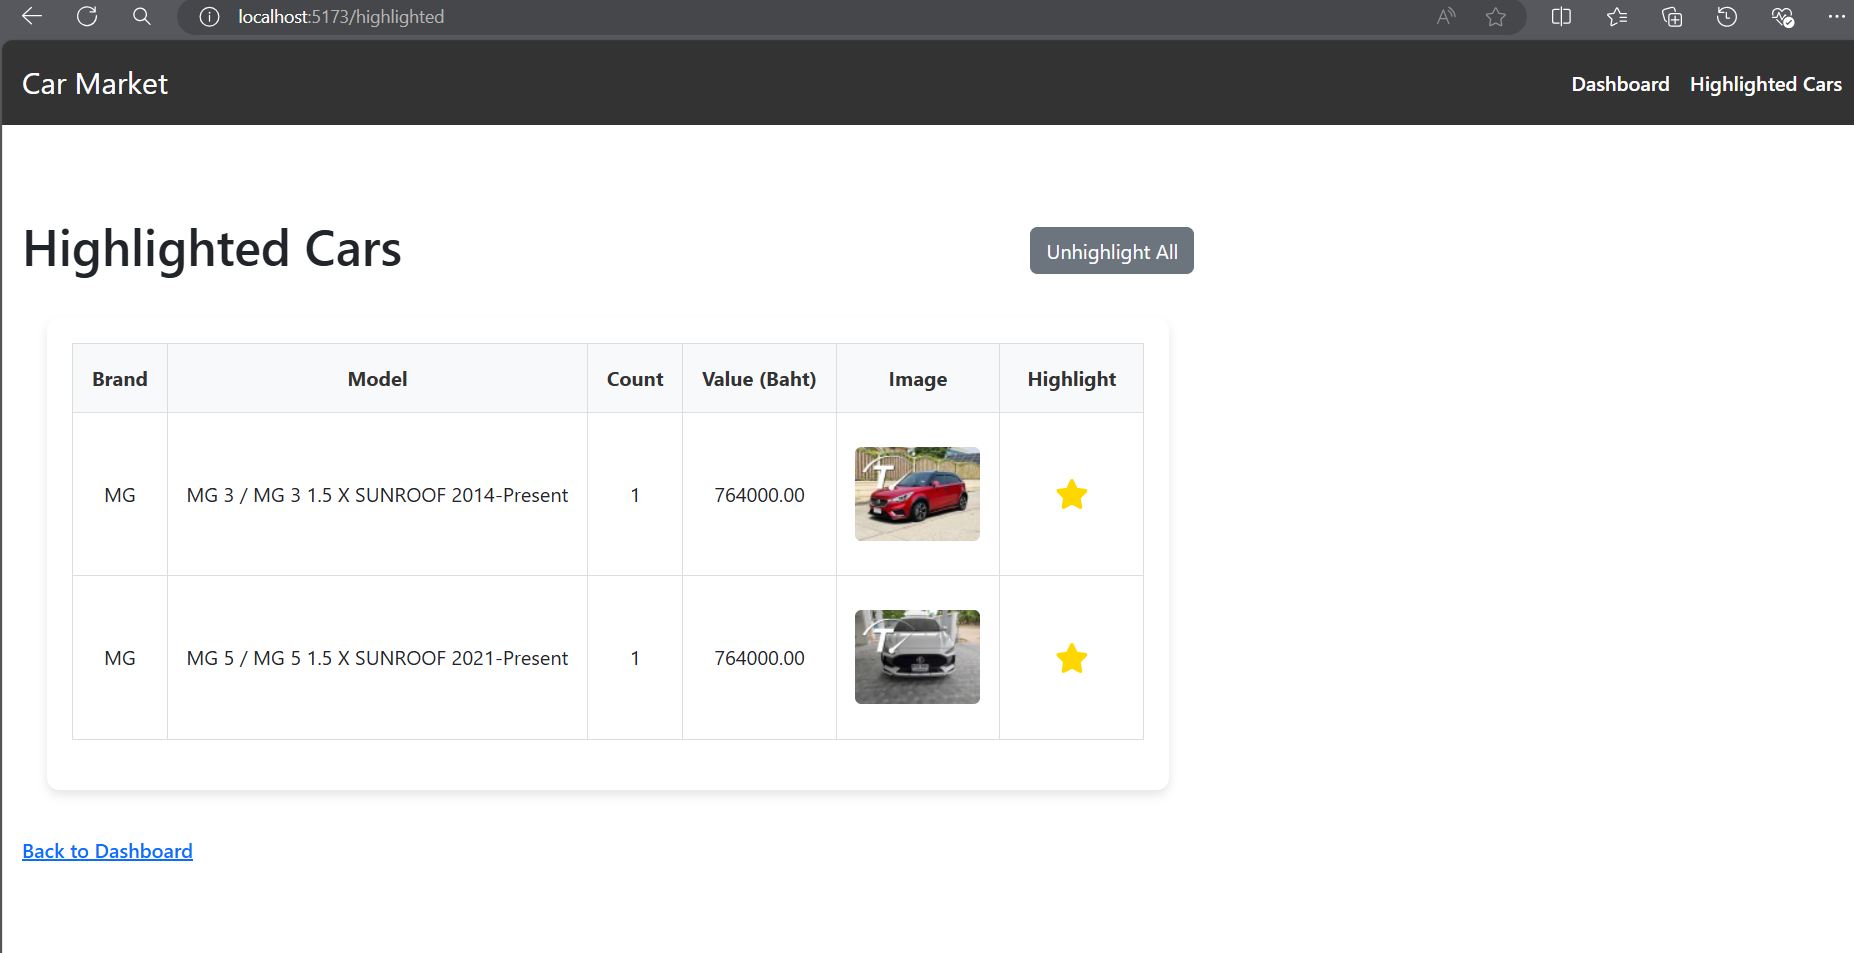 localhost:5173/highlighted
Car Market
Dashboard Highlighted Cars
Highlighted Cars
Unhighlight All
Brand Model Count Value (Baht) Image Highlight
MG MG 3 / MG 3 1.5 X SUNROOF 2014-Present 1 764000.00
T
MG MG 5 / MG 5 1.5 X SUNROOF 2021-Present 1 764000.00
T
Back to Dashboard